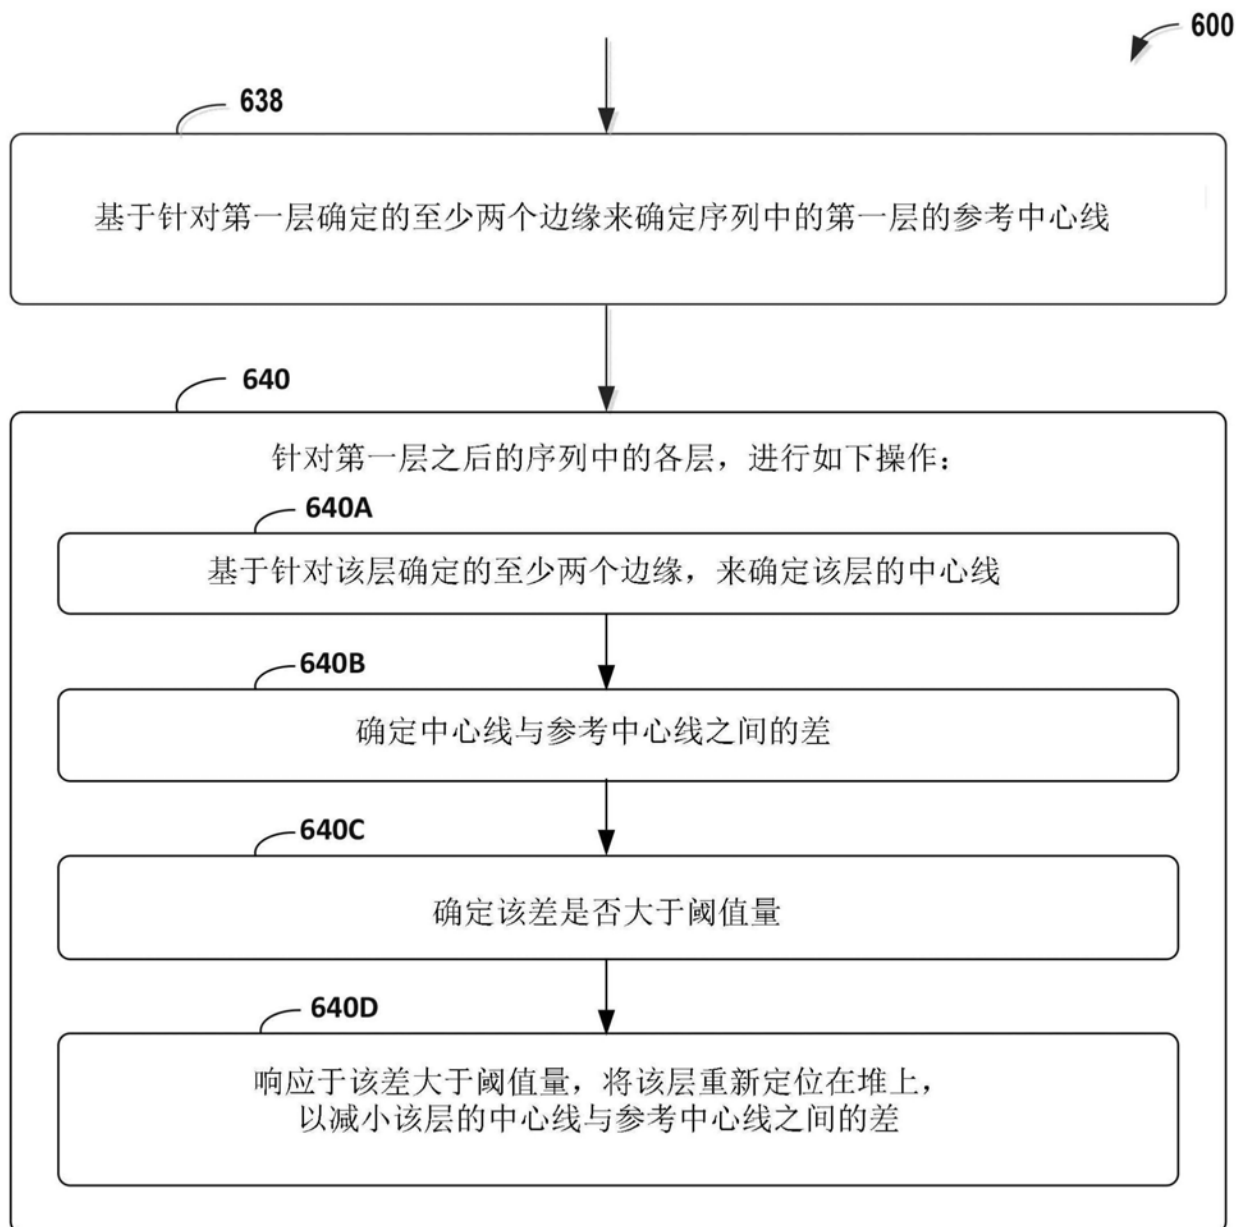 600
638
基于针对第一层确定的至少两个边缘来确定序列中的第一层的参考中心线
640
针对第一层之后的序列中的各层，进行如下操作：
640A
基于针对该层确定的至少两个边缘，来确定该层的中心线
640B
确定中心线与参考中心线之间的差
640C
确定该差是否大于阈值量
640D
响应于该差大于阈值量，将该层重新定位在堆上，
以减小该层的中心线与参考中心线之间的差